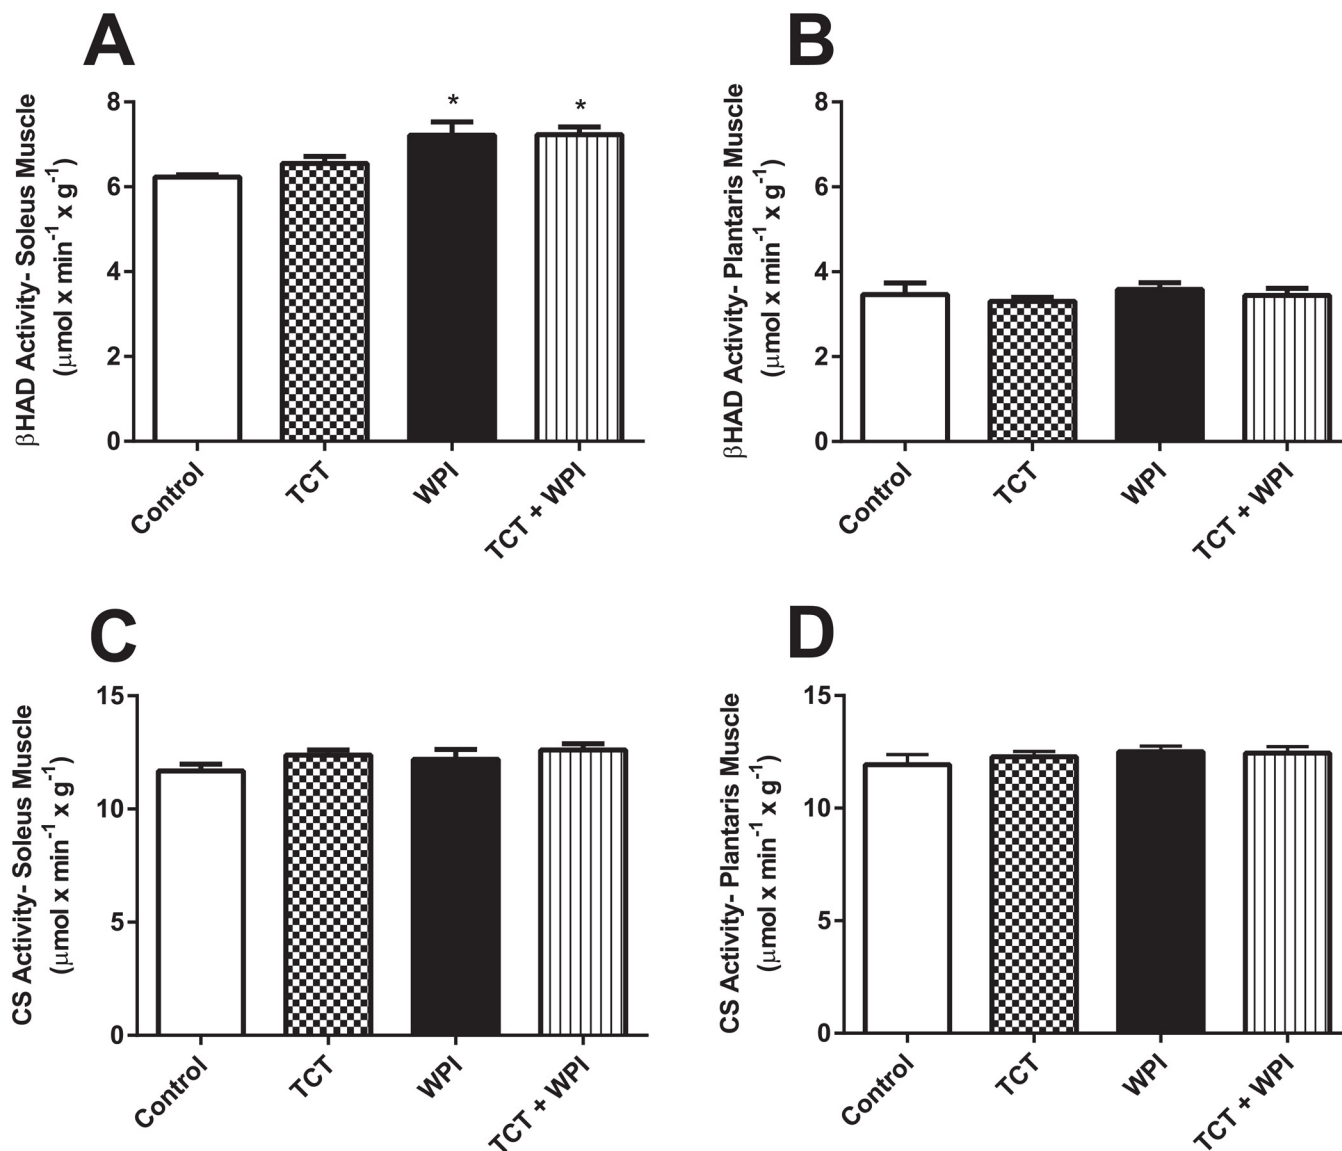 A
βHAD Activity- Soleus Muscle
(μmol x min⁻¹ x g⁻¹)
8
6
4
2
0
*
*
Control
TCT
WPI
TCT + WPI
B
βHAD Activity- Plantaris Muscle
(μmol x min⁻¹ x g⁻¹)
8
6
4
2
0
Control
TCT
WPI
TCT + WPI
C
CS Activity- Soleus Muscle
(μmol x min⁻¹ x g⁻¹)
15
10
5
0
Control
TCT
WPI
TCT + WPI
D
CS Activity- Plantaris Muscle
(μmol x min⁻¹ x g⁻¹)
15
10
5
0
Control
TCT
WPI
TCT + WPI